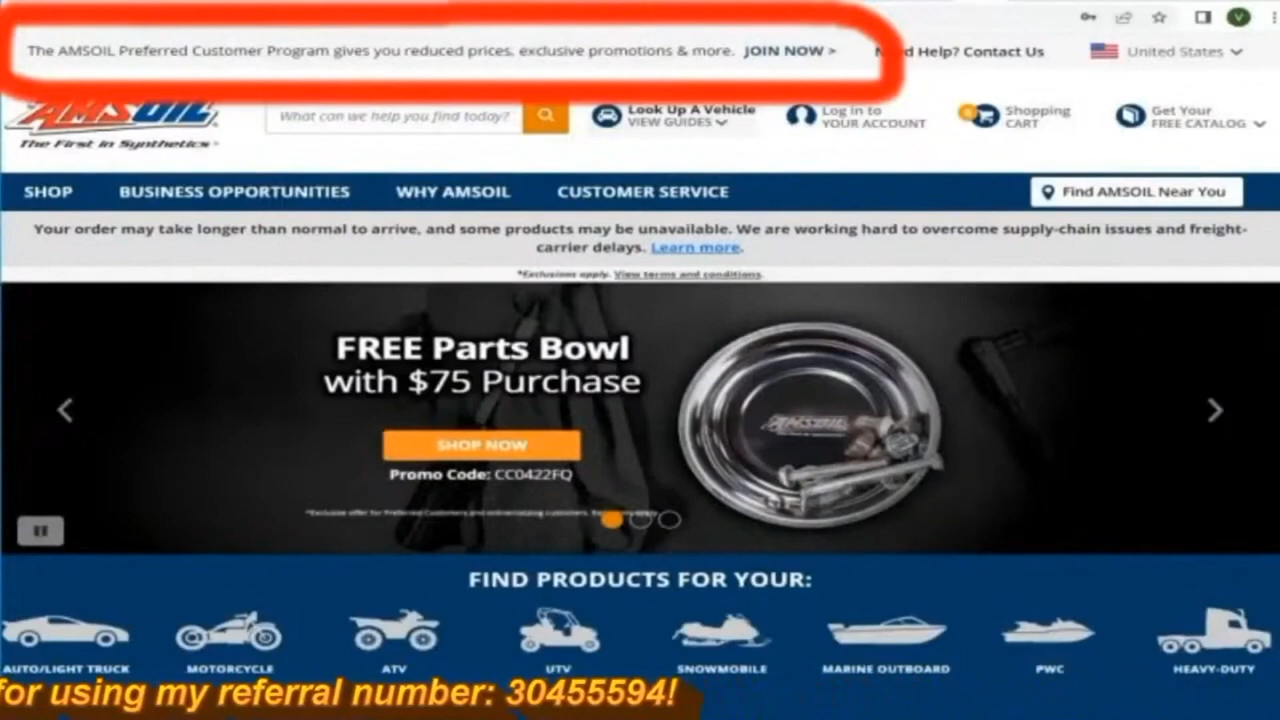 The AMSOIL Preferred Customer Program gives you reduced prices, exclusive promotions & more. JOIN NOW >
d Help? Contact Us
United States
V
AMSOIL
The First in Synthetics
What can we help you find today?
Look Up A Vehicle
VIEW GUIDES
Log in to
YOUR ACCOUNT
Shopping
CART
Get Your
FREE CATALOG
SHOP
BUSINESS OPPORTUNITIES
WHY AMSOIL
CUSTOMER SERVICE
Find AMSOIL Near You
Your order may take longer than normal to arrive, and some products may be unavailable. We are working hard to overcome supply-chain issues and freight-
carrier delays. Learn more.
*Exclusions apply. View terms and conditions.
FREE Parts Bowl
with $75 Purchase
AMSOIL
SHOP NOW
Promo Code: CC0422FQ
*Exclusive offer for Preferred Customers and
FIND PRODUCTS FOR YOUR:
AUTO/LIGHT TRUCK
MOTORCYCLE
ATV
UTV
SNOWMOBILE
MARINE OUTBOARD
PWC
HEAVY-DUTY
for using my referral number: 30455594!